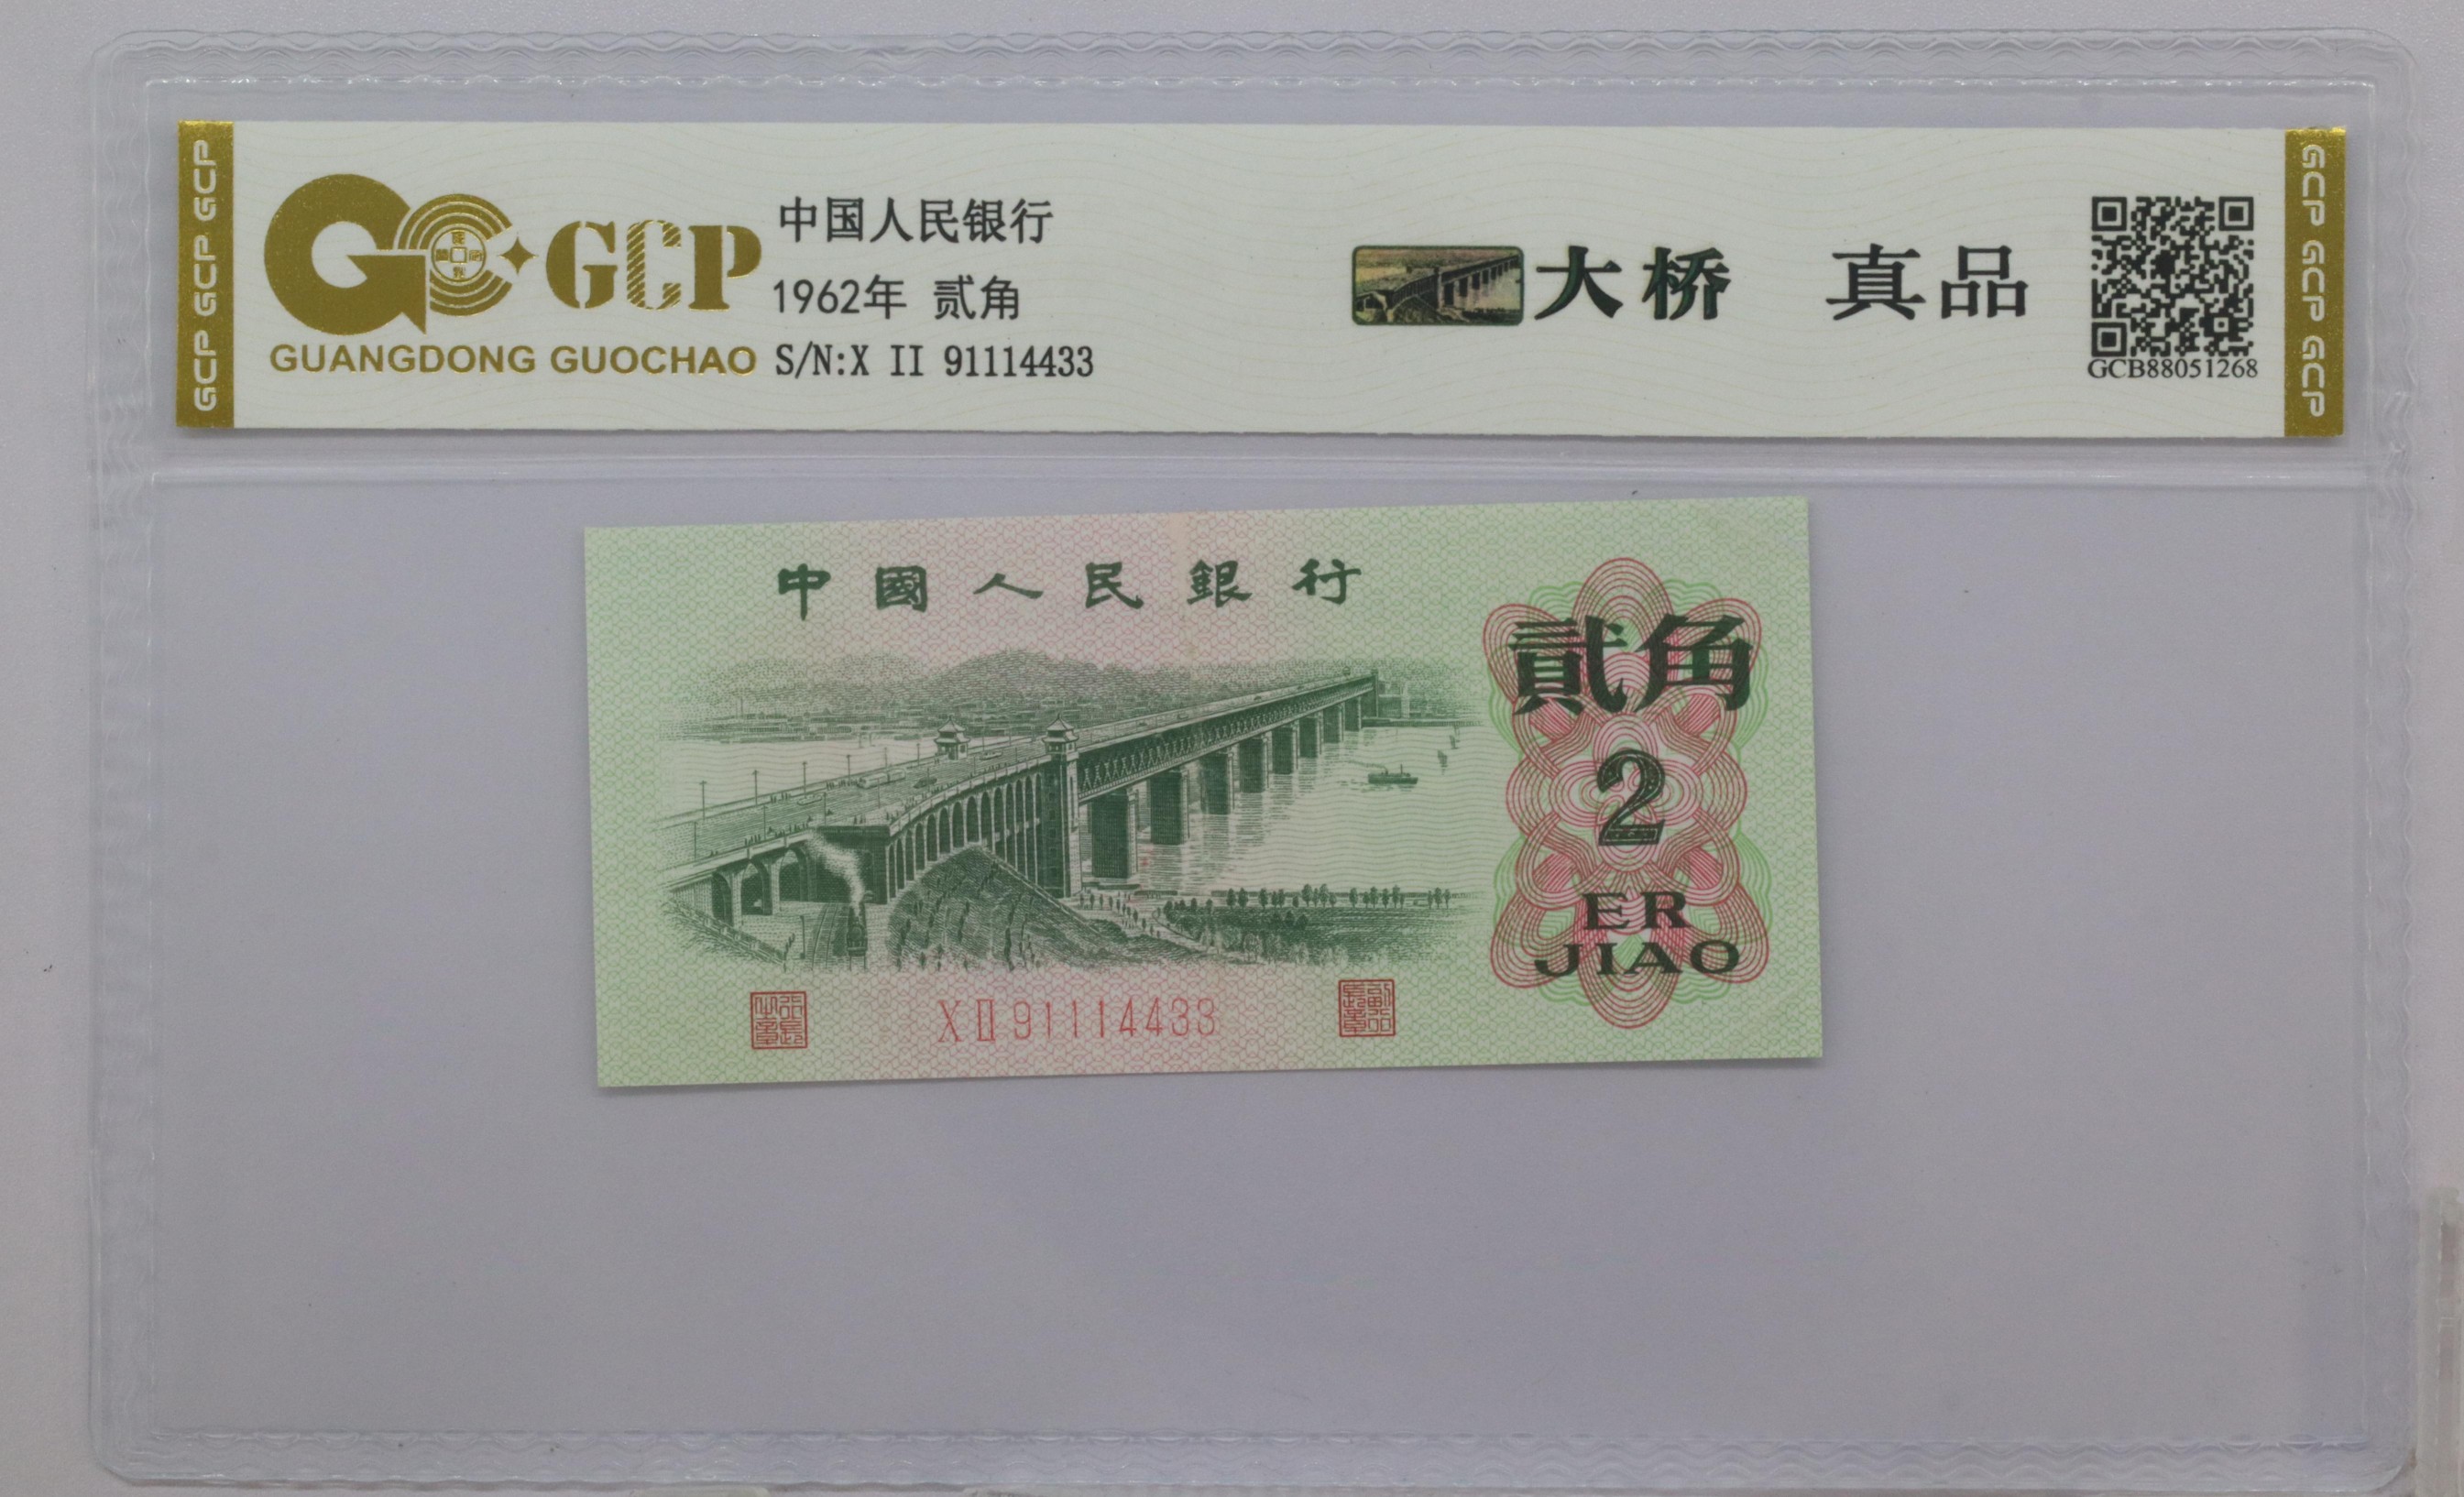 GCP GCP GCP
GCP
GUANGDONG GUOCHAO
中国人民银行
1962年 贰角
S/N:X II 91114433
大桥 真品
GCB88051268
GCP GCP GCP
中國人民銀行
貳角
2
ER
JIAO
X II 91114433